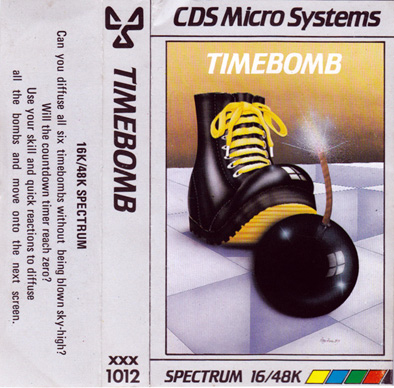 16K/48K SPECTRUM
Can you diffuse all six timebombs without being blown sky-high?
Will the countdown timer reach zero?
Use your skill and quick reactions to diffuse
all the bombs and move onto the next screen.
TIMEBOMB
xxx
1012
CDS Micro Systems
TIMEBOMB
SPECTRUM 16/48K